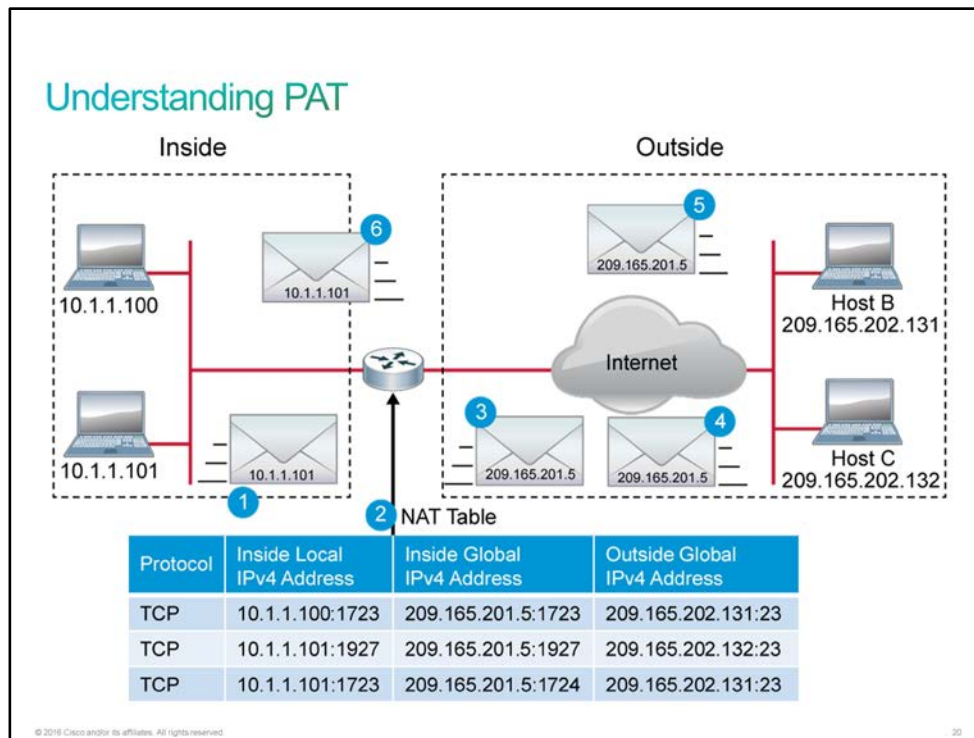 Understanding PAT
Inside
Outside
6
5
10.1.1.101
209.165.201.5
10.1.1.100
Host B
209.165.202.131
Internet
3
4
10.1.1.101
10.1.1.101
209.165.201.5
209.165.201.5
Host C
209.165.202.132
1
2
NAT Table
Protocol Inside Local IPv4 Address Inside Global IPv4 Address Outside Global IPv4 Address
TCP 10.1.1.100:1723 209.165.201.5:1723 209.165.202.131:23
TCP 10.1.1.101:1927 209.165.201.5:1927 209.165.202.132:23
TCP 10.1.1.101:1723 209.165.201.5:1724 209.165.202.131:23
© 2016 Cisco and/or its affiliates. All rights reserved.
20